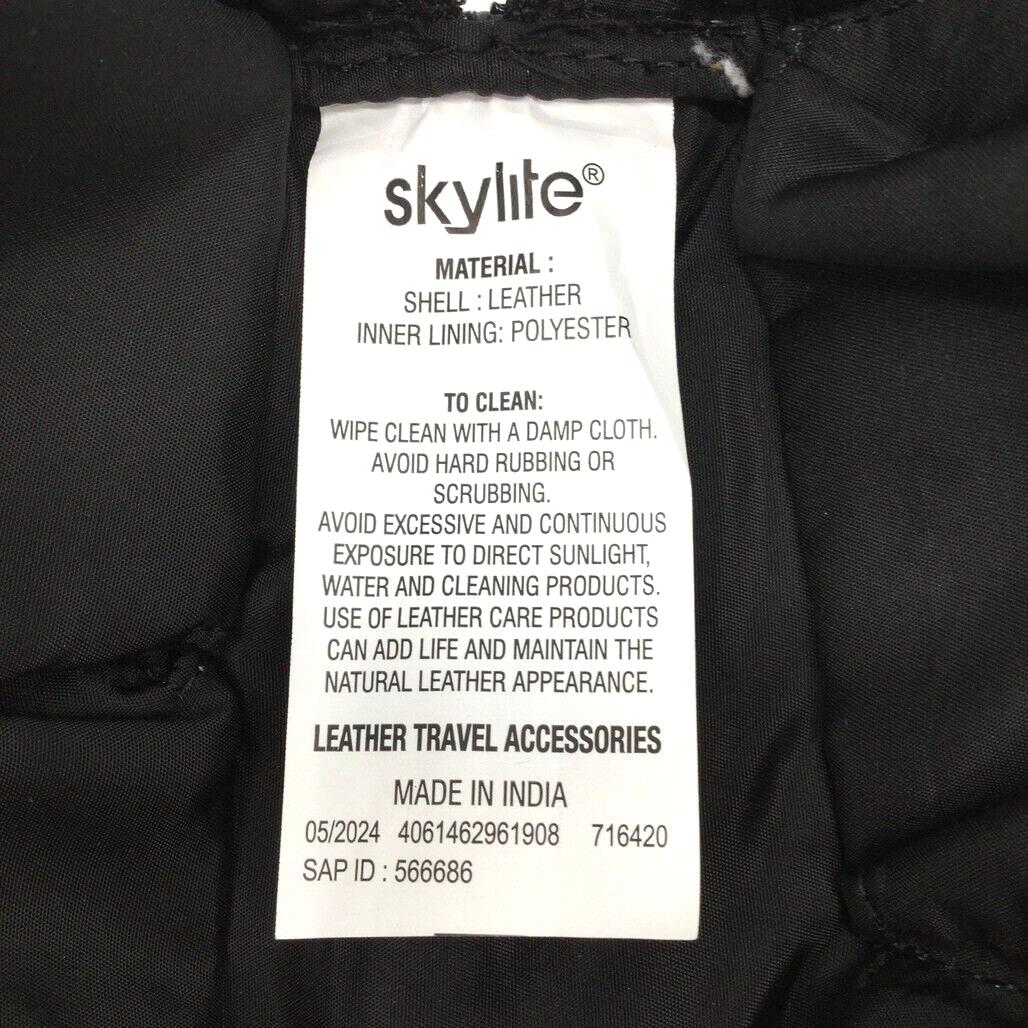 skylite®
MATERIAL :
SHELL : LEATHER
INNER LINING: POLYESTER
TO CLEAN:
WIPE CLEAN WITH A DAMP CLOTH.
AVOID HARD RUBBING OR
SCRUBBING.
AVOID EXCESSIVE AND CONTINUOUS
EXPOSURE TO DIRECT SUNLIGHT,
WATER AND CLEANING PRODUCTS.
USE OF LEATHER CARE PRODUCTS
CAN ADD LIFE AND MAINTAIN THE
NATURAL LEATHER APPEARANCE.
LEATHER TRAVEL ACCESSORIES
MADE IN INDIA
05/2024 4061462961908 716420
SAP ID : 566686